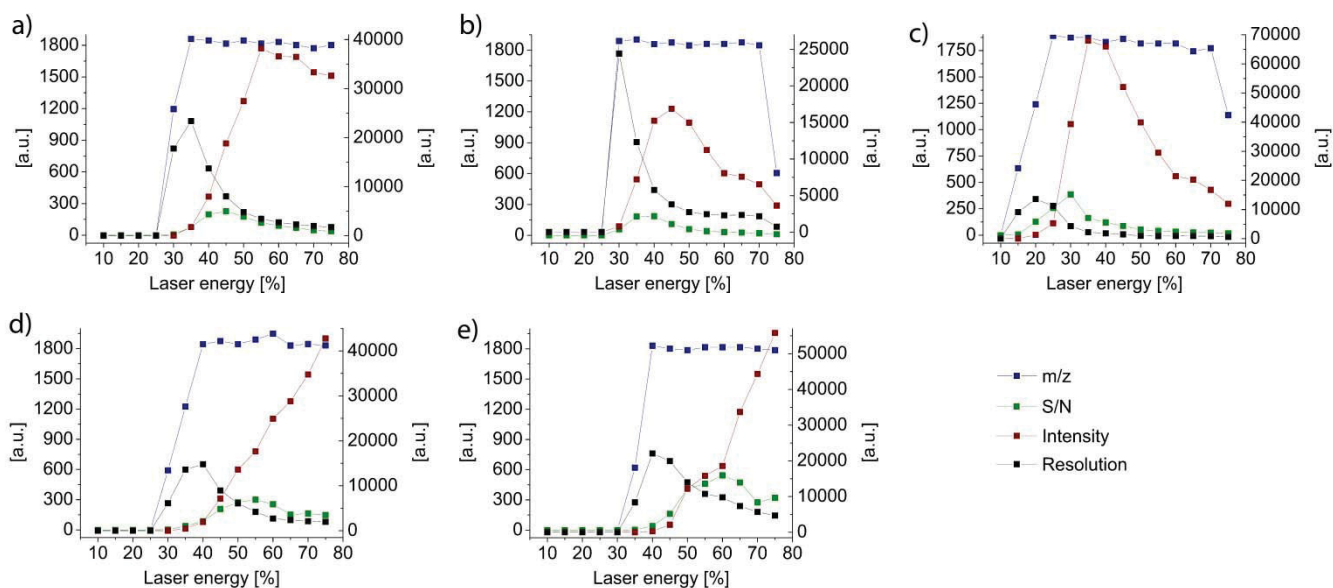 a)
1800
1500
1200
900
600
300
0
[a.u.]
40000
30000
20000
10000
0
[a.u.]
10 20 30 40 50 60 70 80
Laser energy [%]
b)
1800
1500
1200
900
600
300
0
[a.u.]
25000
20000
15000
10000
5000
0
[a.u.]
10 20 30 40 50 60 70 80
Laser energy [%]
c)
1750
1500
1250
1000
750
500
250
0
[a.u.]
70000
60000
50000
40000
30000
20000
10000
0
[a.u.]
10 20 30 40 50 60 70 80
Laser energy [%]
d)
1800
1500
1200
900
600
300
0
[a.u.]
40000
30000
20000
10000
0
[a.u.]
10 20 30 40 50 60 70 80
Laser energy [%]
e)
1800
1500
1200
900
600
300
0
[a.u.]
50000
40000
30000
20000
10000
0
[a.u.]
10 20 30 40 50 60 70 80
Laser energy [%]
m/z
S/N
Intensity
Resolution